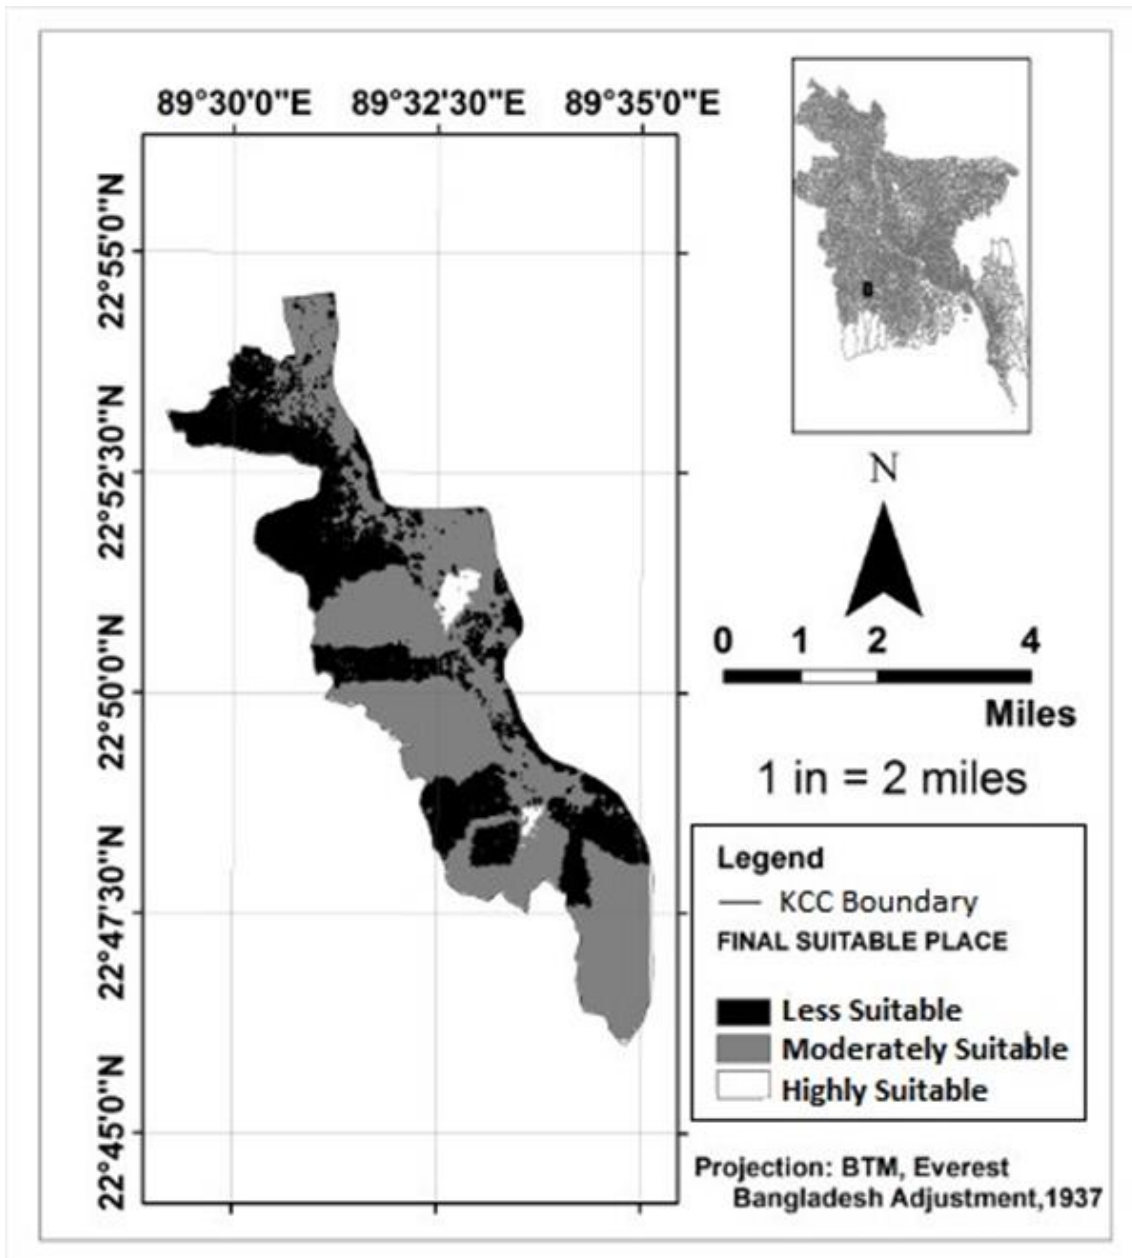 89°30'0"E 89°32'30"E 89°35'0"E
22°55'0"N
22°52'30"N
22°50'0"N
22°47'30"N
22°45'0"N
N
0 1 2 4
Miles
1 in = 2 miles
Legend
KCC Boundary
FINAL SUITABLE PLACE
Less Suitable
Moderately Suitable
Highly Suitable
Projection: BTM, Everest
Bangladesh Adjustment,1937